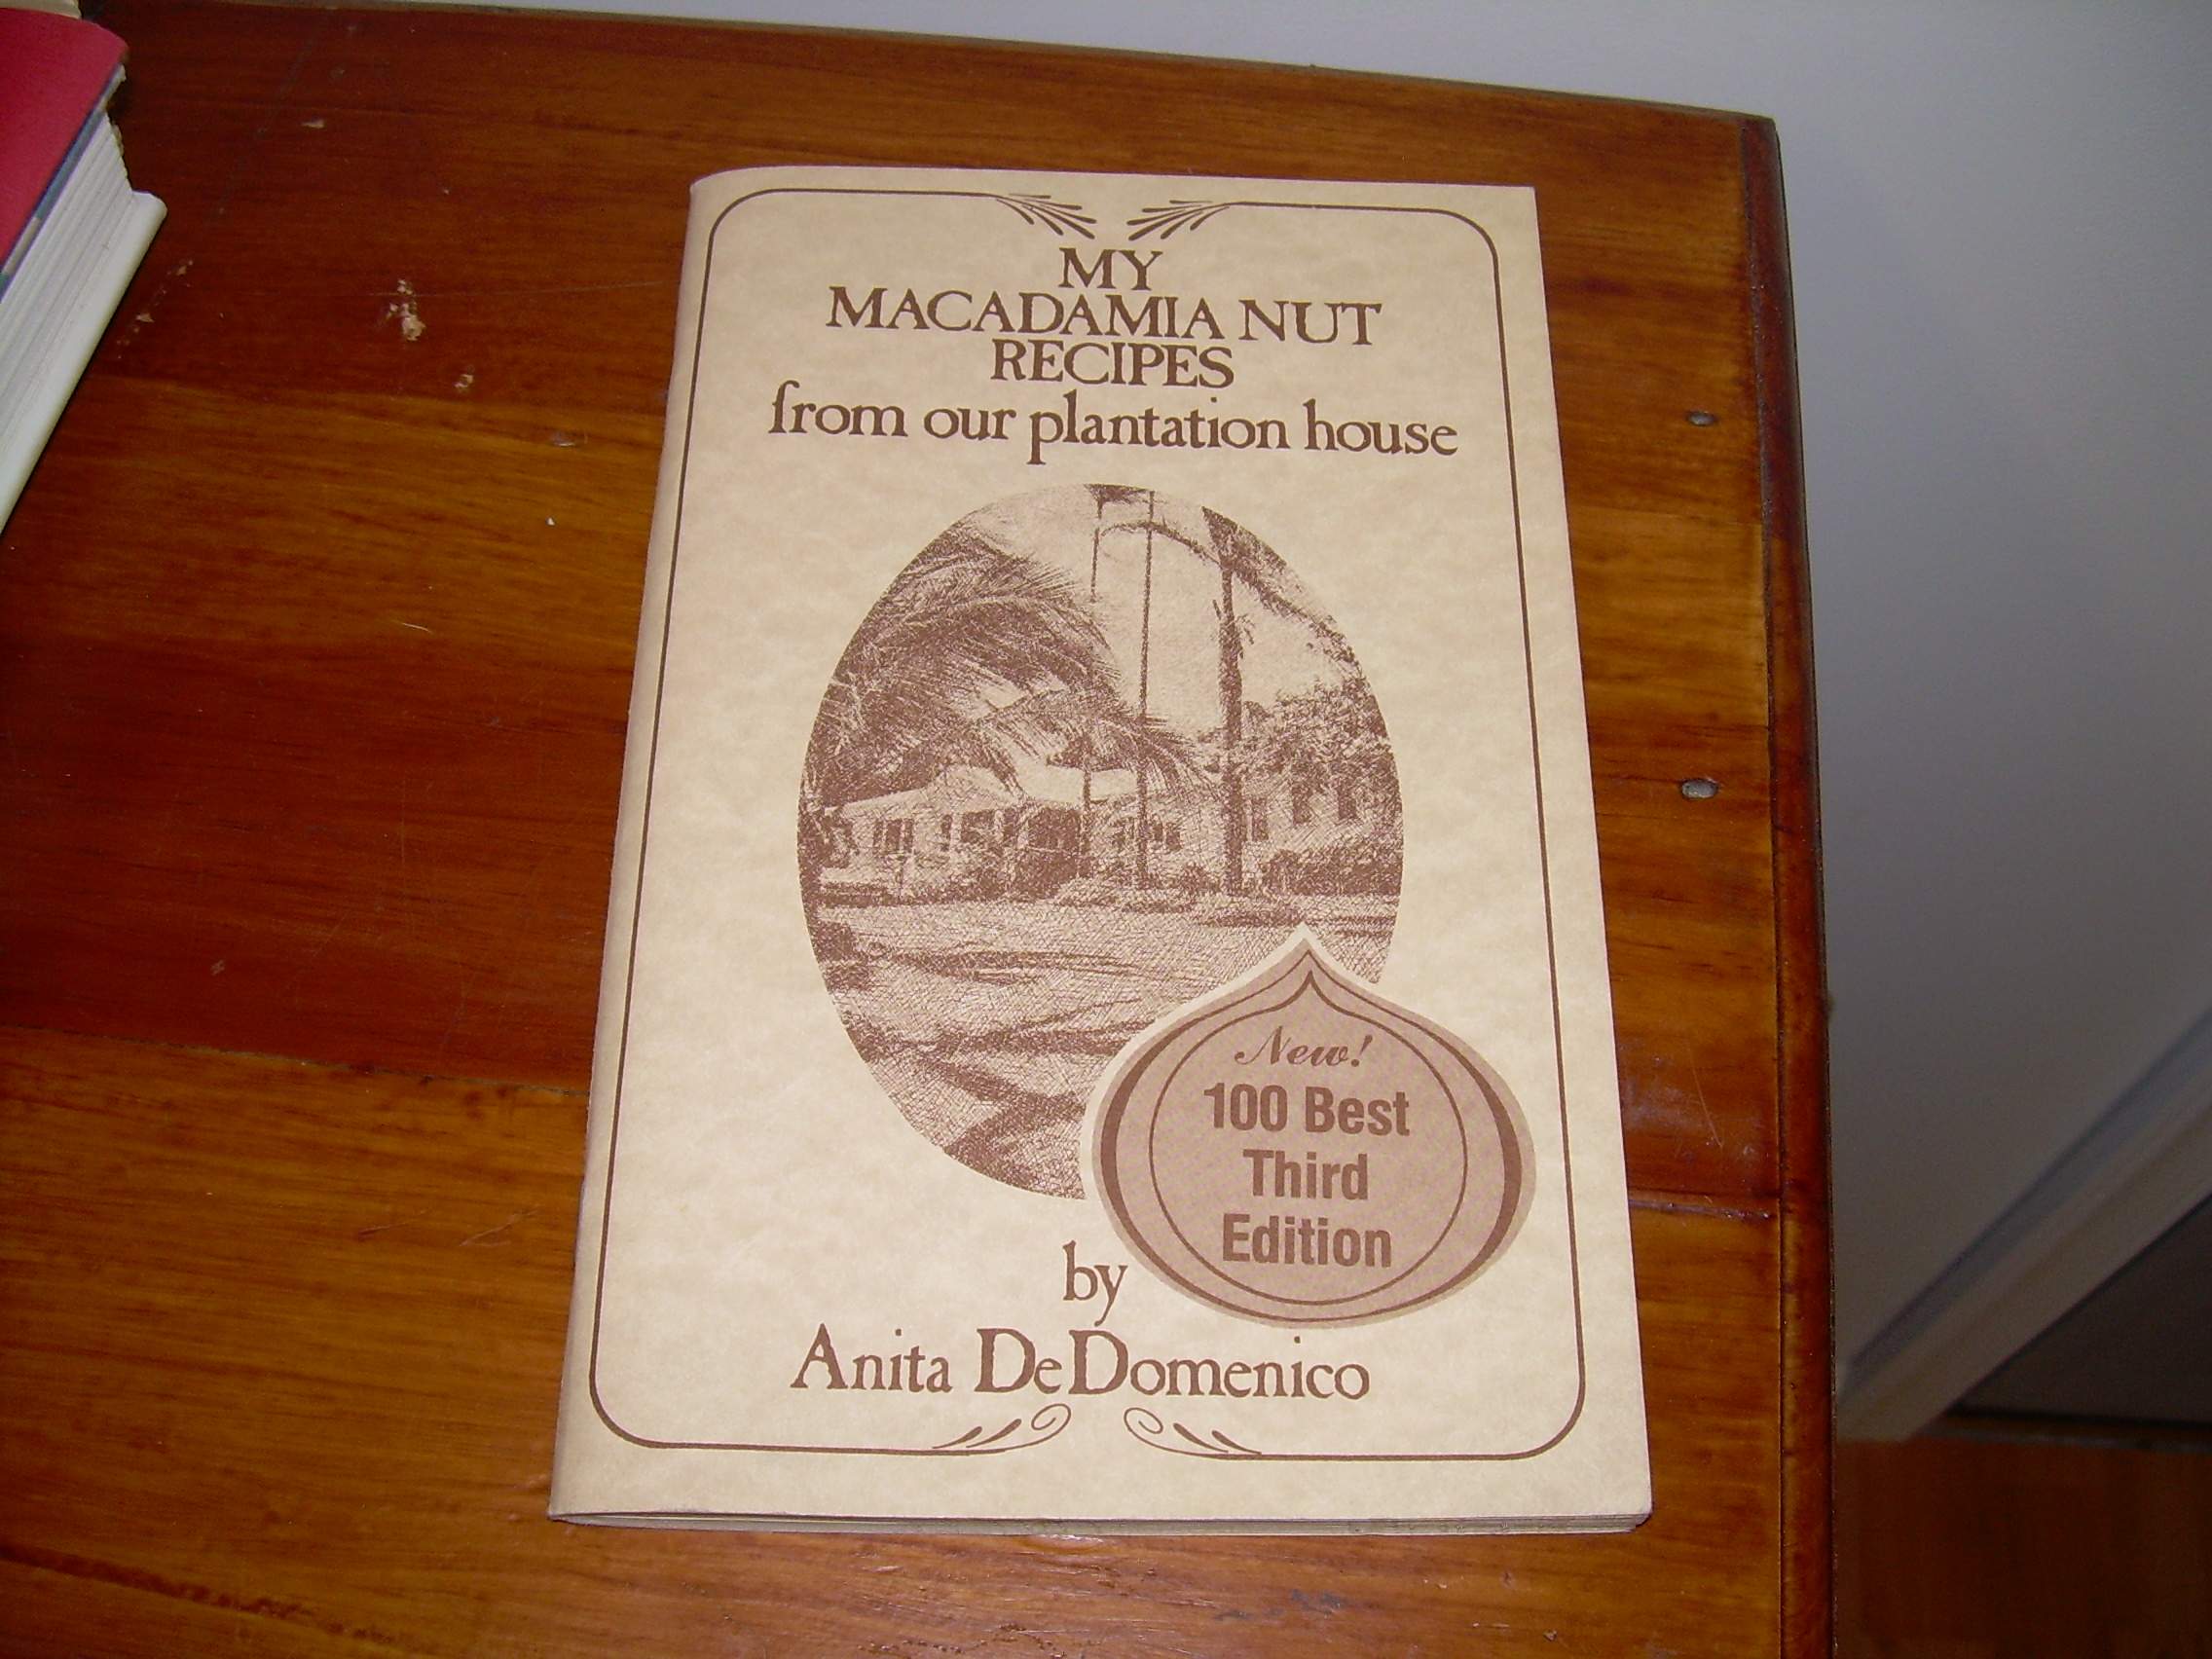 MY
MACADAMIA NUT
RECIPES
from our plantation house
New!
100 Best
Third
Edition
by
Anita DeDomenico